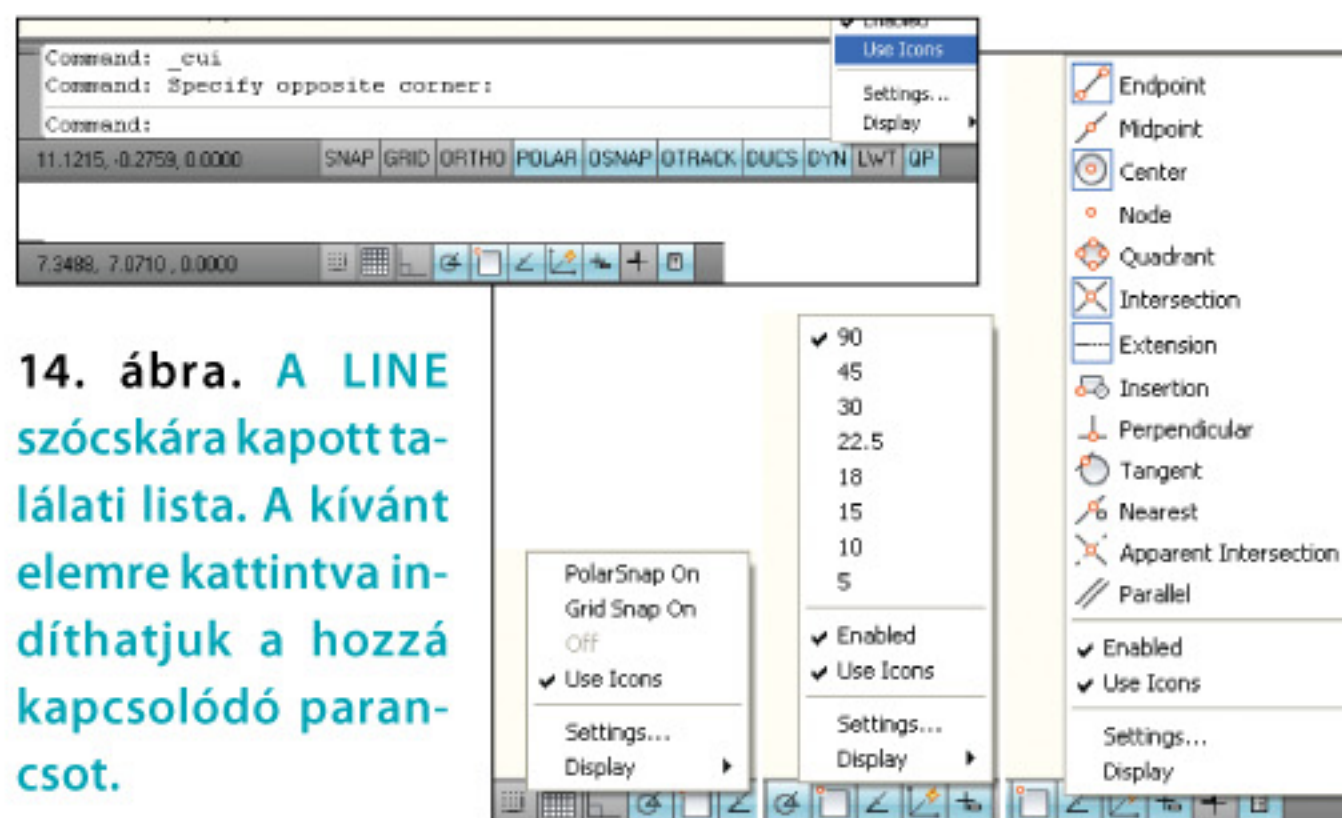 Enabled
Use Icons
Settings...
Display
Command: _cui
Command: Specify opposite corner:
Command:
11.1215, -0.2759, 0.0000 SNAP GRID ORTHO POLAR OSNAP OTRACK DUCS DYN LWT QP
7.3488, 7.0710 , 0.0000
14. ábra. A LINE
szócskára kapott ta-
lálati lista. A kívánt
elemre kattintva in-
díthatjuk a hozzá
kapcsolódó paran-
csot.
PolarSnap On
Grid Snap On
Off
Use Icons
Settings...
Display
90
45
30
22.5
18
15
10
5
Enabled
Use Icons
Settings...
Display
Endpoint
Midpoint
Center
Node
Quadrant
Intersection
Extension
Insertion
Perpendicular
Tangent
Nearest
Apparent Intersection
Parallel
Enabled
Use Icons
Settings...
Display